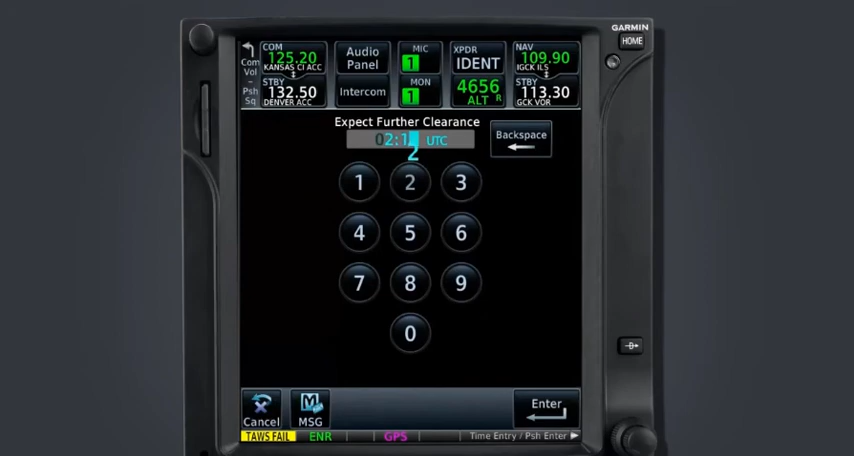 GARMIN
HOME
Com
Vol
–
Psh
Sq
COM
125.20
KANSAS CI ACC
STBY
132.50
DENVER ACC
Audio
Panel
Intercom
MIC
1
MON
1
XPDR
IDENT
4656
ALT R
NAV
109.90
IGCK ILS
STBY
113.30
GCK VOR
Expect Further Clearance
02:1 UTC
2
Backspace
1 2 3
4 5 6
7 8 9
0
Cancel
MSG
Enter
TAWS FAIL ENR GPS Time Entry / Psh Enter